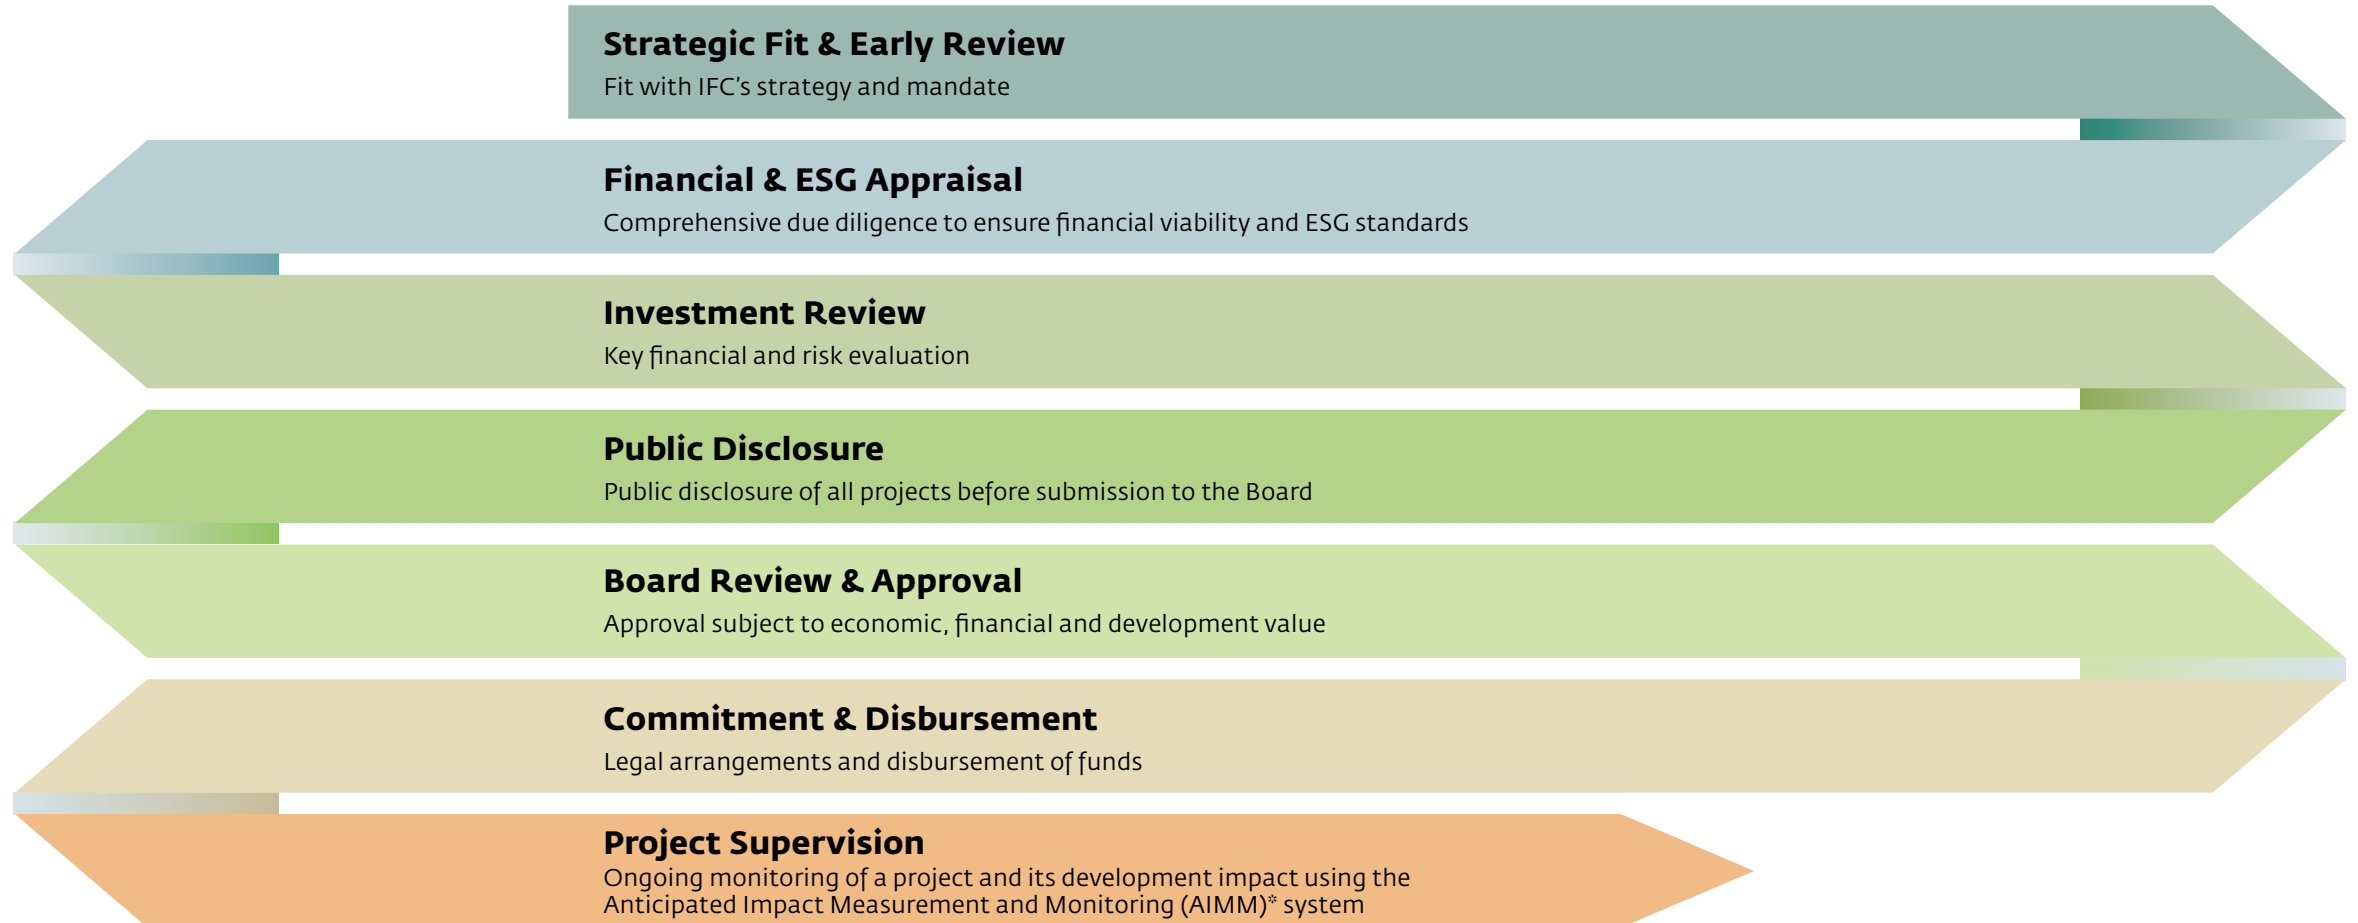 Strategic Fit & Early Review
Fit with IFC's strategy and mandate
Financial & ESG Appraisal
Comprehensive due diligence to ensure financial viability and ESG standards
Investment Review
Key financial and risk evaluation
Public Disclosure
Public disclosure of all projects before submission to the Board
Board Review & Approval
Approval subject to economic, financial and development value
Commitment & Disbursement
Legal arrangements and disbursement of funds
Project Supervision
Ongoing monitoring of a project and its development impact using the
Anticipated Impact Measurement and Monitoring (AIMM)* system